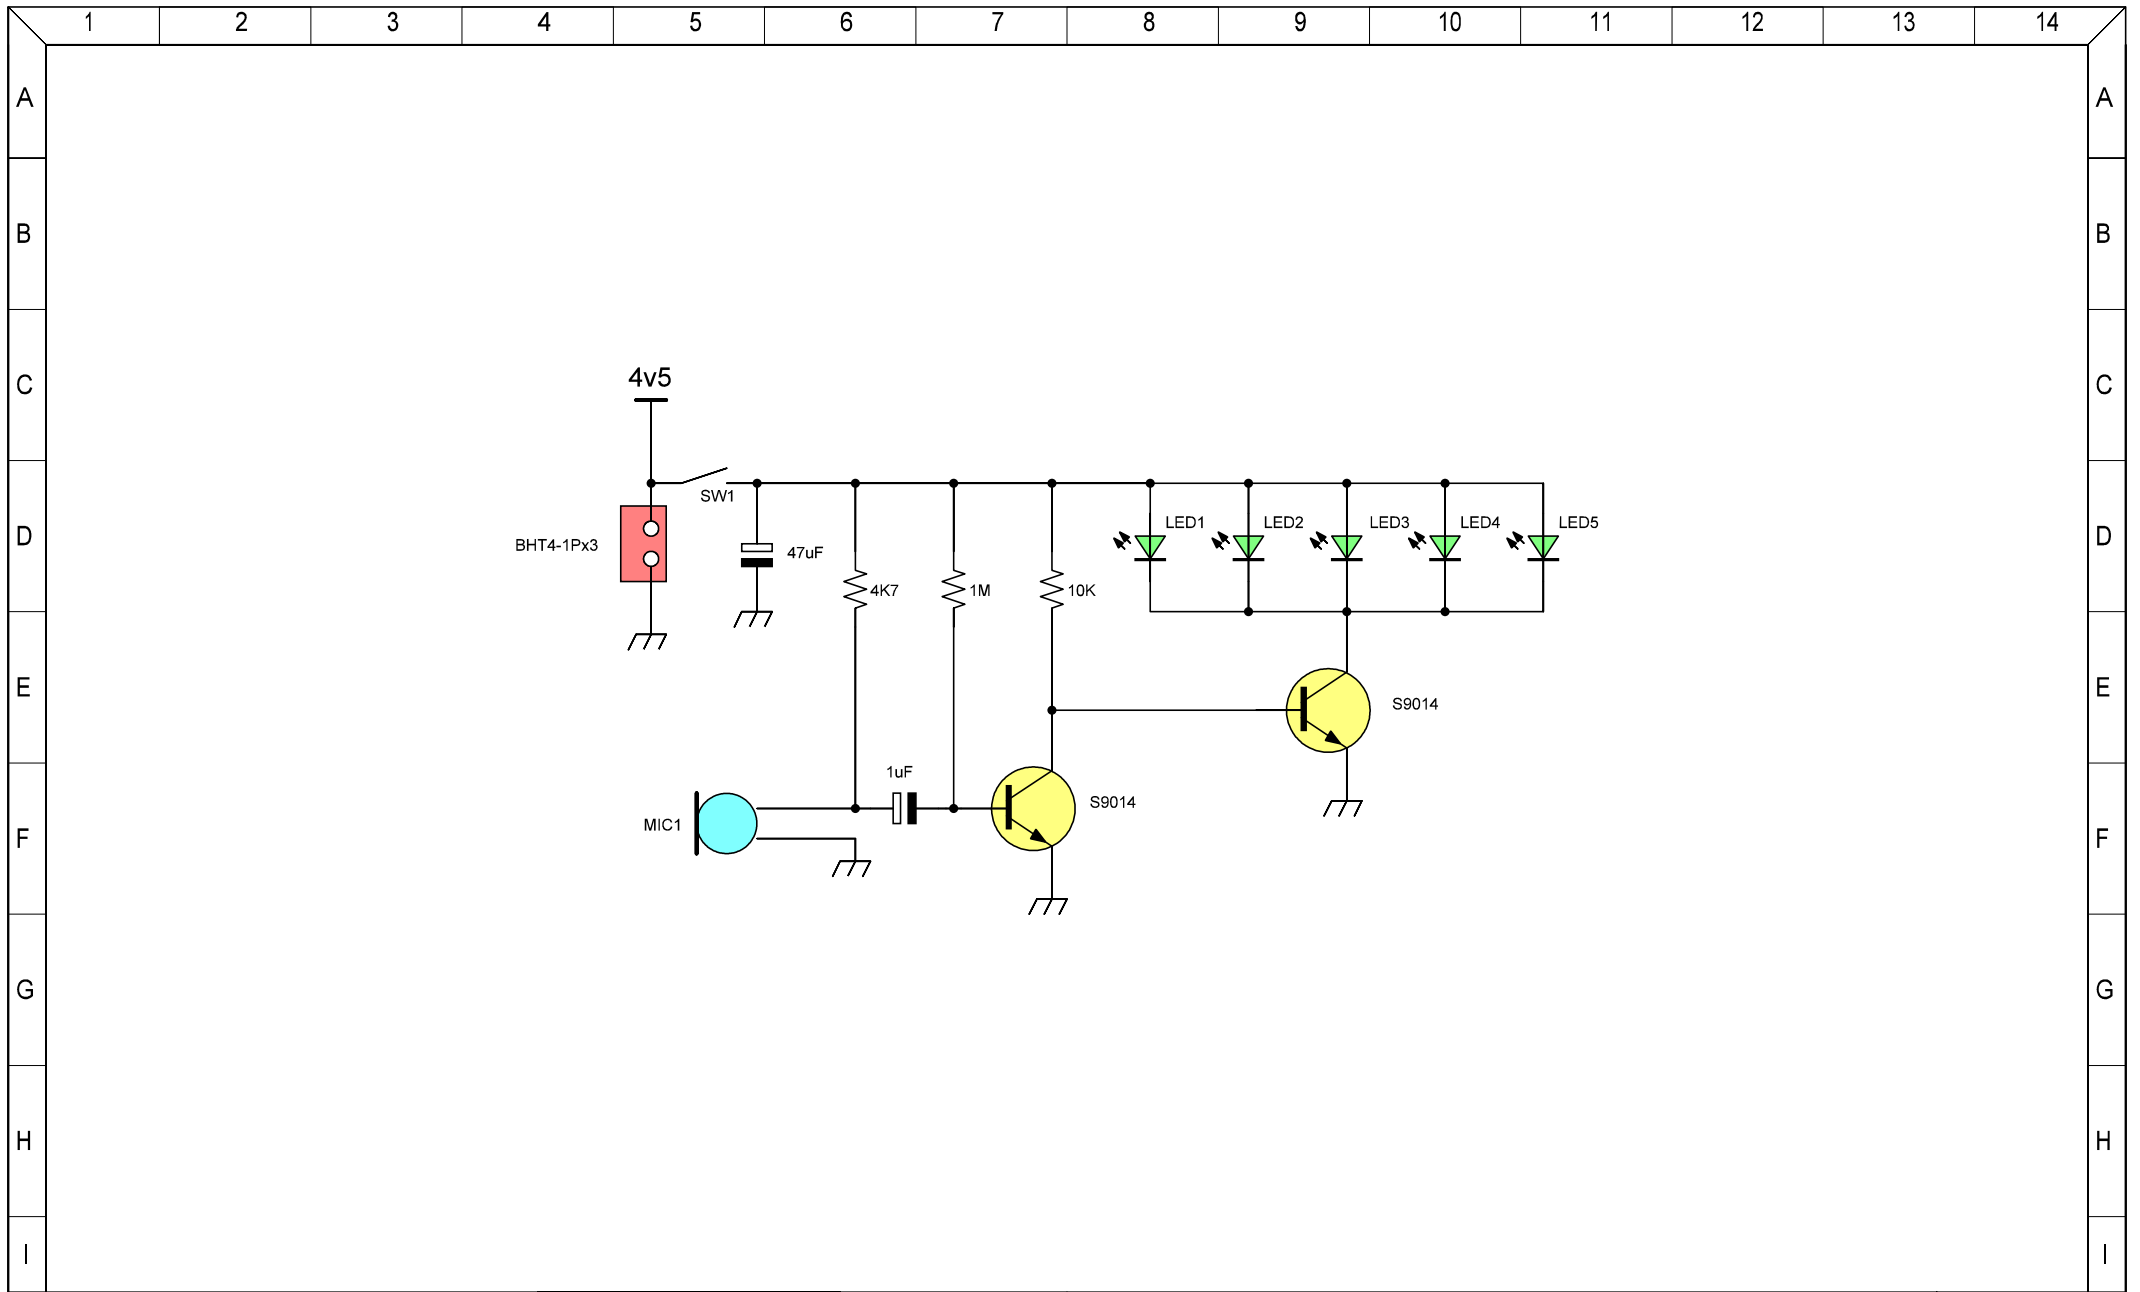 1 2 3 4 5 6 7 8 9 10 11 12 13 14
A A
B B
4v5
C C
SW1
LED1 LED2 LED3 LED4 LED5
D D
BHT4-1Px3
47uF
4K7 1M 10K
E E
S9014
1uF
S9014
MIC1
F F
G G
H H
I I